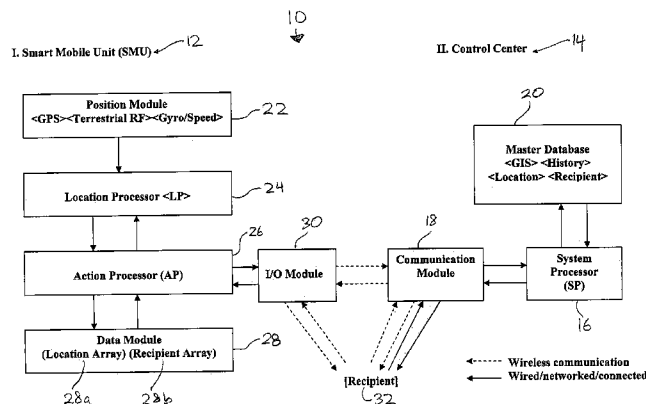 10
I. Smart Mobile Unit (SMU)
12
II. Control Center
14
Position Module
<GPS><Terrestrial RF><Gyro/Speed>
22
20
Master Database
<GIS> <History>
<Location> <Recipient>
Location Processor <LP>
24
26
30
18
Action Processor (AP)
I/O Module
Communication
Module
System
Processor
(SP)
16
Data Module
(Location Array) (Recipient Array)
28
28a
28b
{Recipient}
32
Wireless communication
Wired/networked/connected